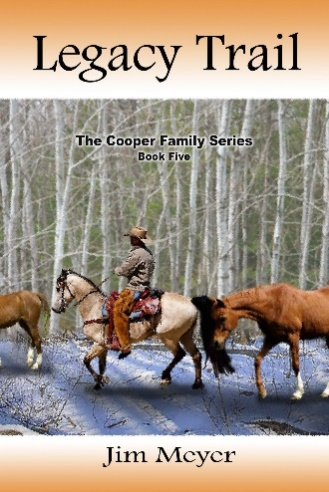 Legacy Trail
The Cooper Family Series
Book Five
Jim Meyer